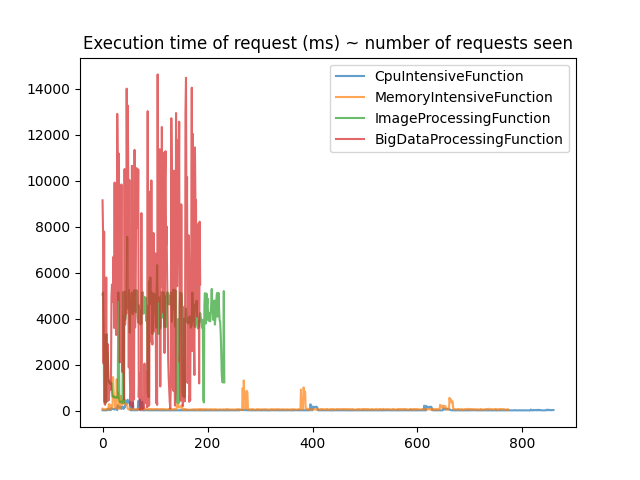 Execution time of request (ms) ~ number of requests seen
CpuIntensiveFunction
MemoryIntensiveFunction
ImageProcessingFunction
BigDataProcessingFunction
14000
12000
10000
8000
6000
4000
2000
0
0 200 400 600 800